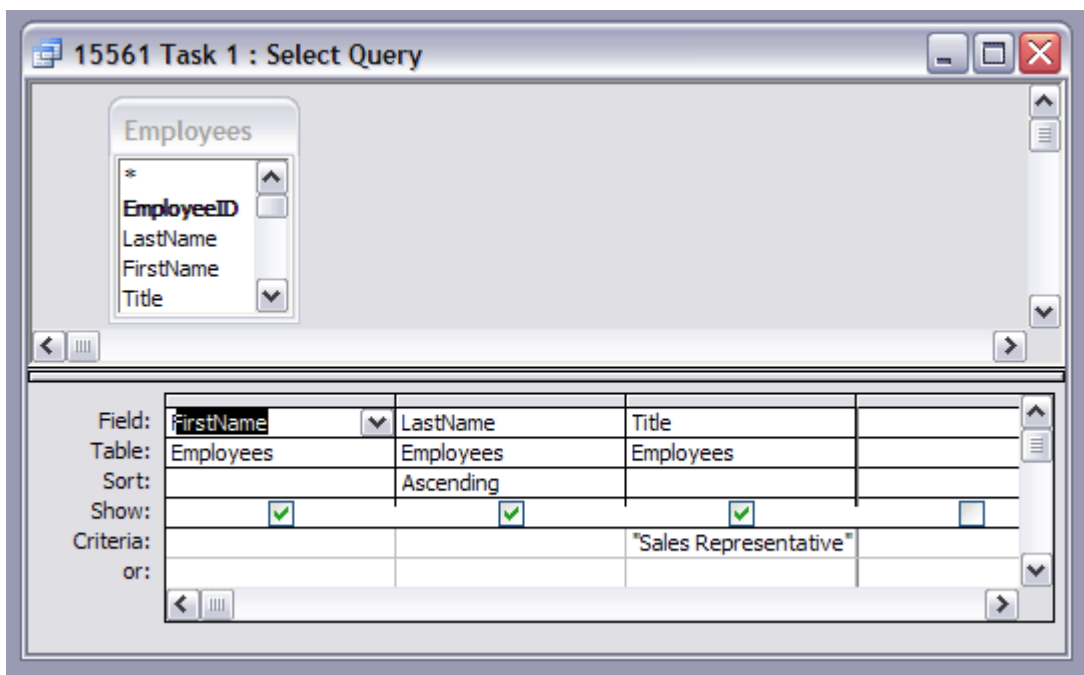 15561 Task 1 : Select Query
Employees
*
EmployeeID
LastName
FirstName
Title
Field: FirstName LastName Title
Table: Employees Employees Employees
Sort: Ascending
Show:
Criteria: "Sales Representative"
or: